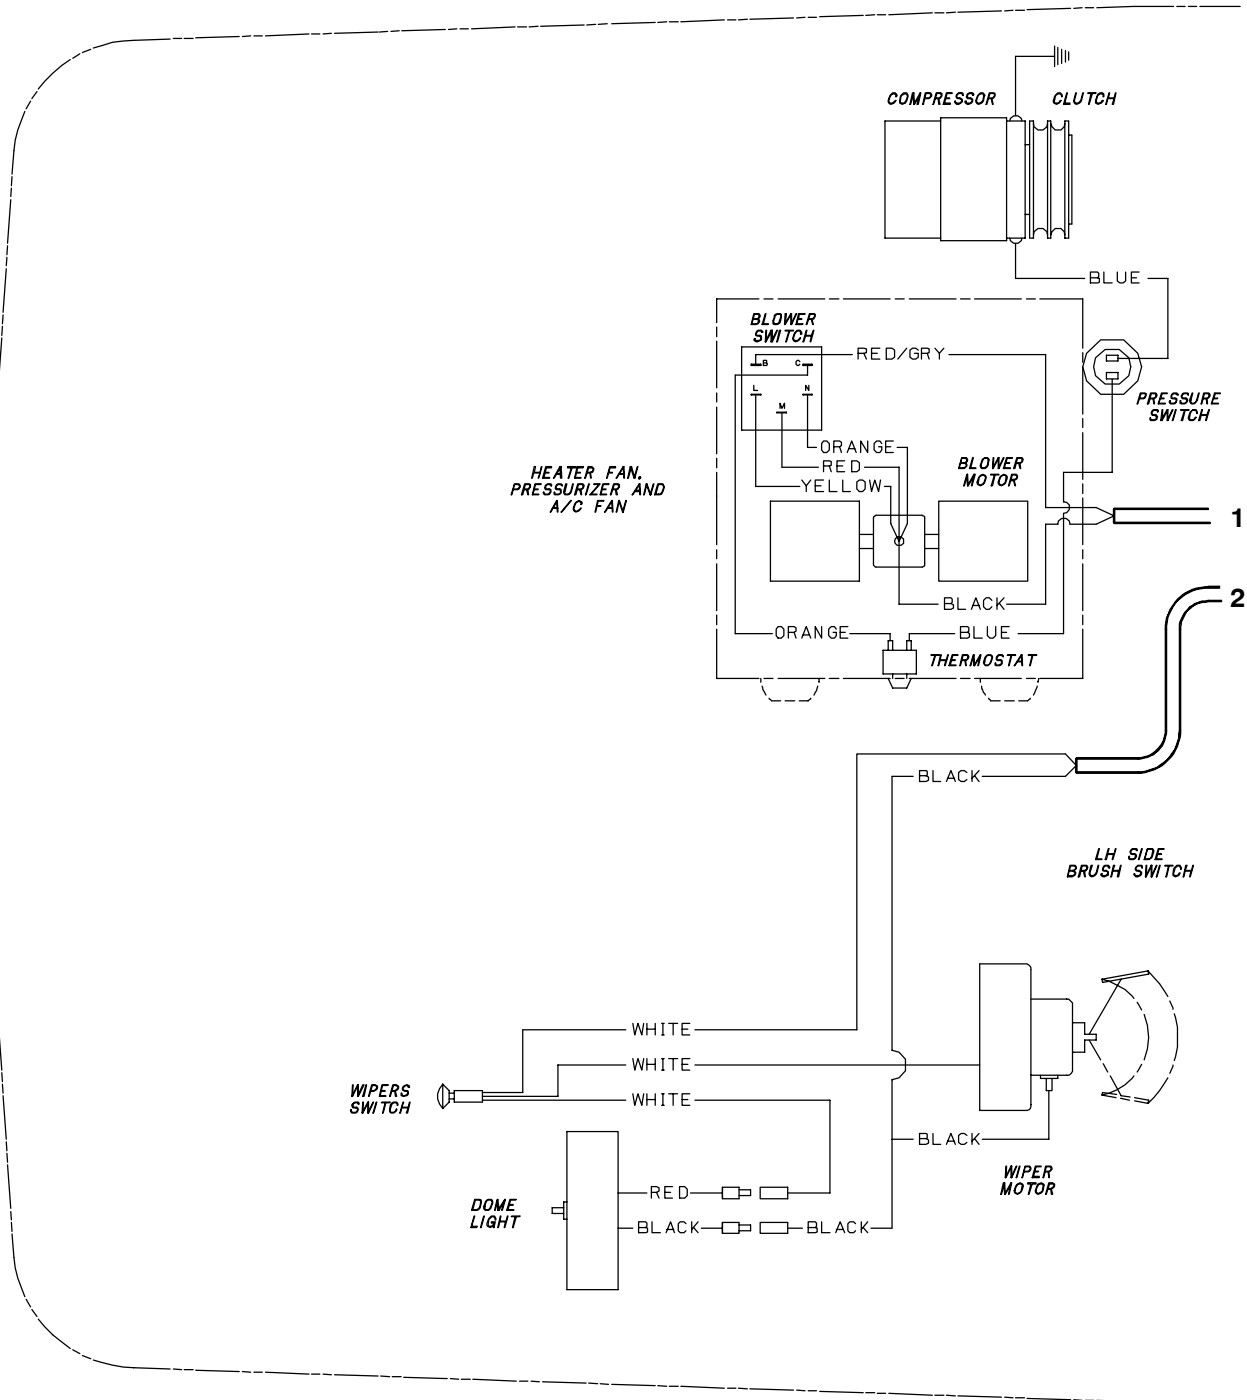 COMPRESSOR CLUTCH
BLUE
BLOWER
SWITCH
RED/GRY
B C
L N
M
PRESSURE
SWITCH
ORANGE
RED
YELLOW
BLOWER
MOTOR
HEATER FAN,
PRESSURIZER AND
A/C FAN
1
2
BLACK
ORANGE
BLUE
THERMOSTAT
BLACK
LH SIDE
BRUSH SWITCH
WHITE
WHITE
WHITE
WIPERS
SWITCH
BLACK
WIPER
MOTOR
RED
DOME
LIGHT
BLACK BLACK